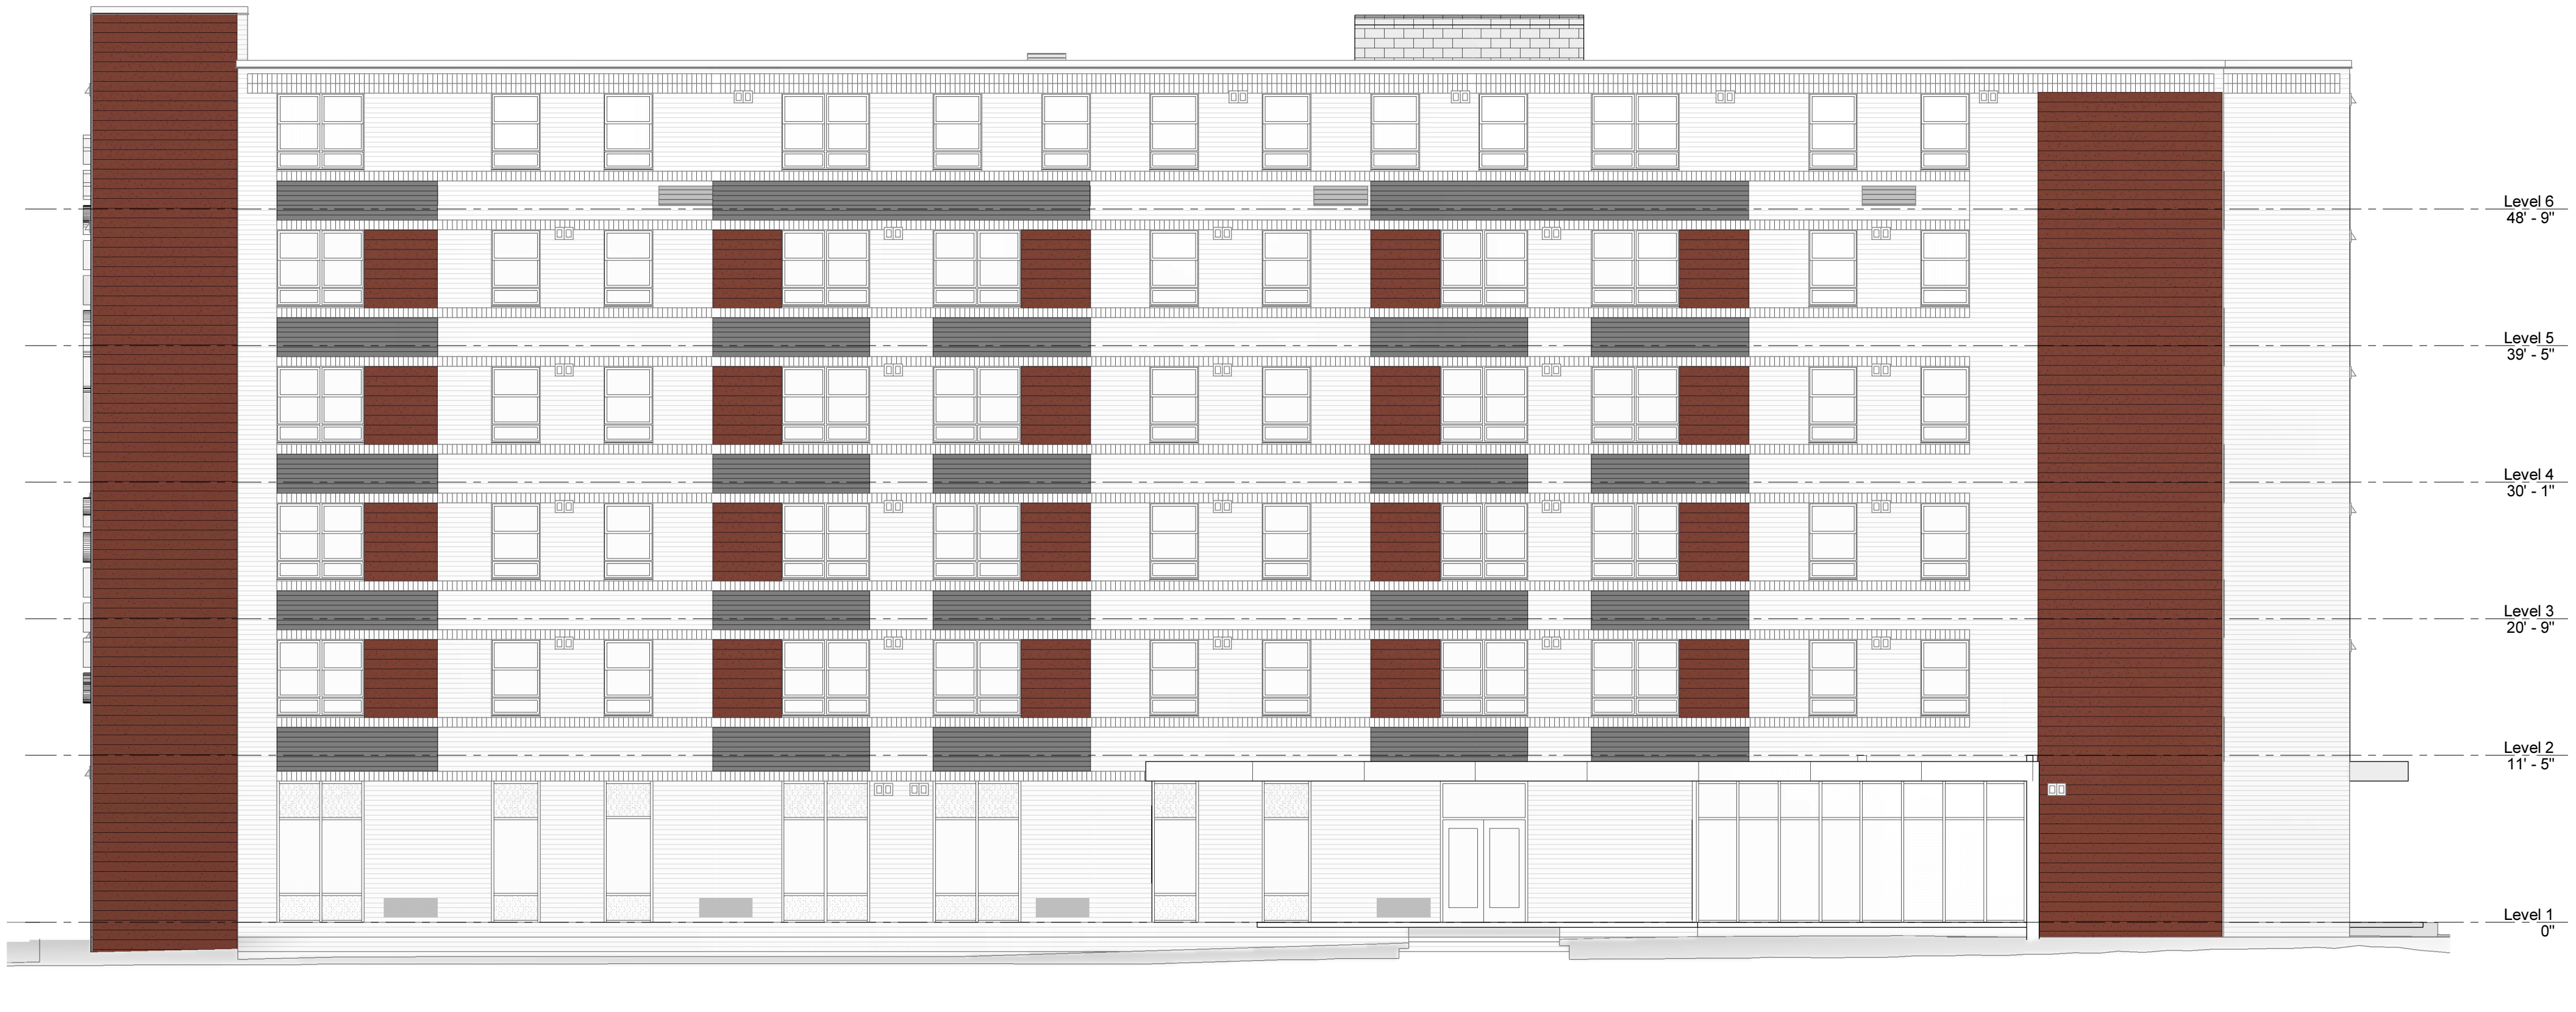 Level 6
48' - 9"
Level 5
39' - 5"
Level 4
30' - 1"
Level 3
20' - 9"
Level 2
11' - 5"
Level 1
0"